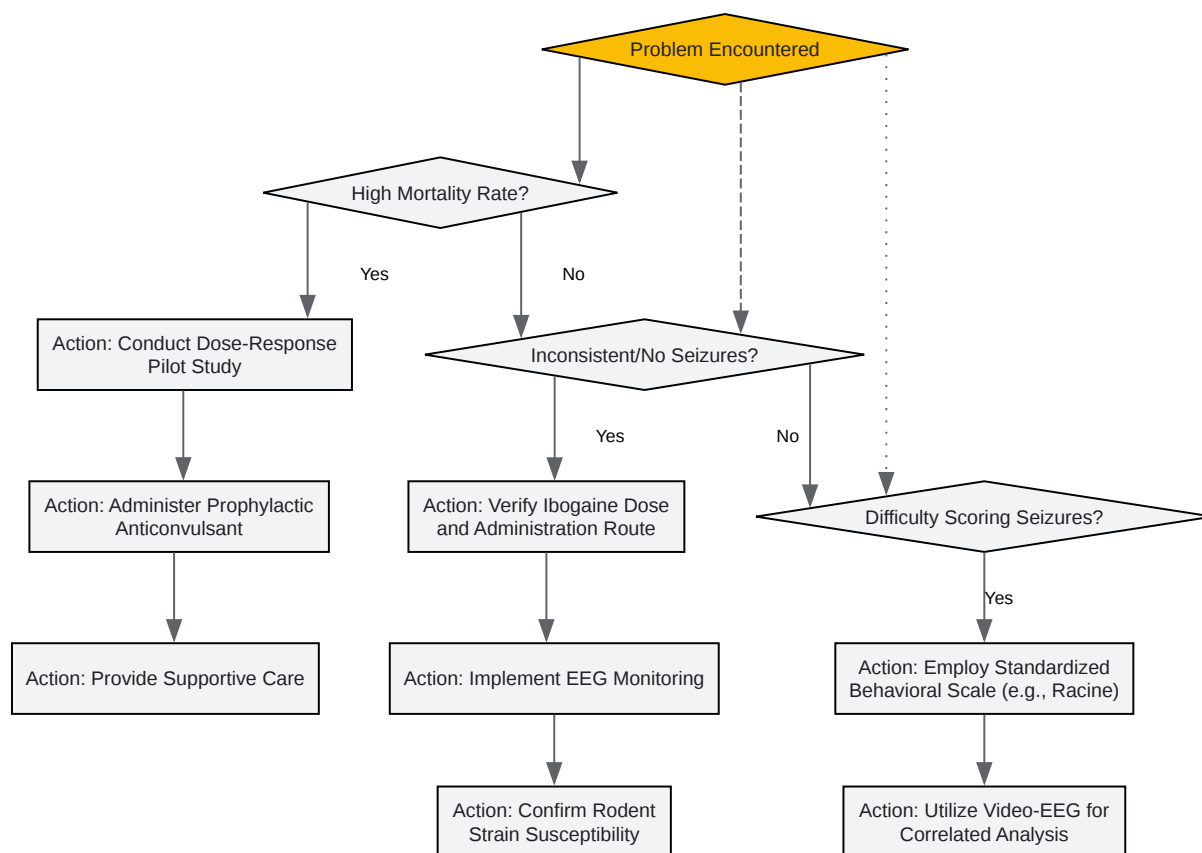 Problem Encountered
High Mortality Rate?
Yes
No
Action: Conduct Dose-Response
Pilot Study
Inconsistent/No Seizures?
Yes
No
Action: Administer Prophylactic
Anticonvulsant
Action: Verify Ibogaine Dose
and Administration Route
Difficulty Scoring Seizures?
Yes
Action: Provide Supportive Care
Action: Implement EEG Monitoring
Action: Employ Standardized
Behavioral Scale (e.g., Racine)
Action: Confirm Rodent
Strain Susceptibility
Action: Utilize Video-EEG for
Correlated Analysis